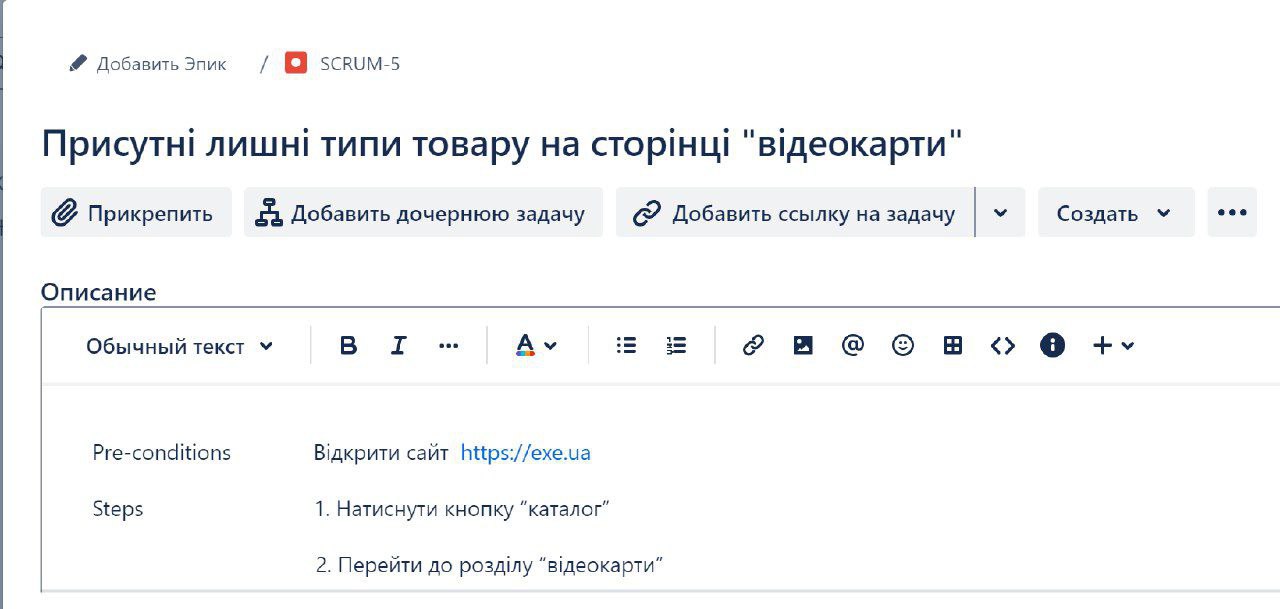 Добавить Эпик / SCRUM-5
Присутні лишні типи товару на сторінці "відеокарти"
Прикрепить Добавить дочернюю задачу Добавить ссылку на задачу Создать
Описание
Обычный текст B I A
Pre-conditions Відкрити сайт https://exe.ua
Steps 1. Натиснути кнопку “каталог”
2. Перейти до розділу “відеокарти”